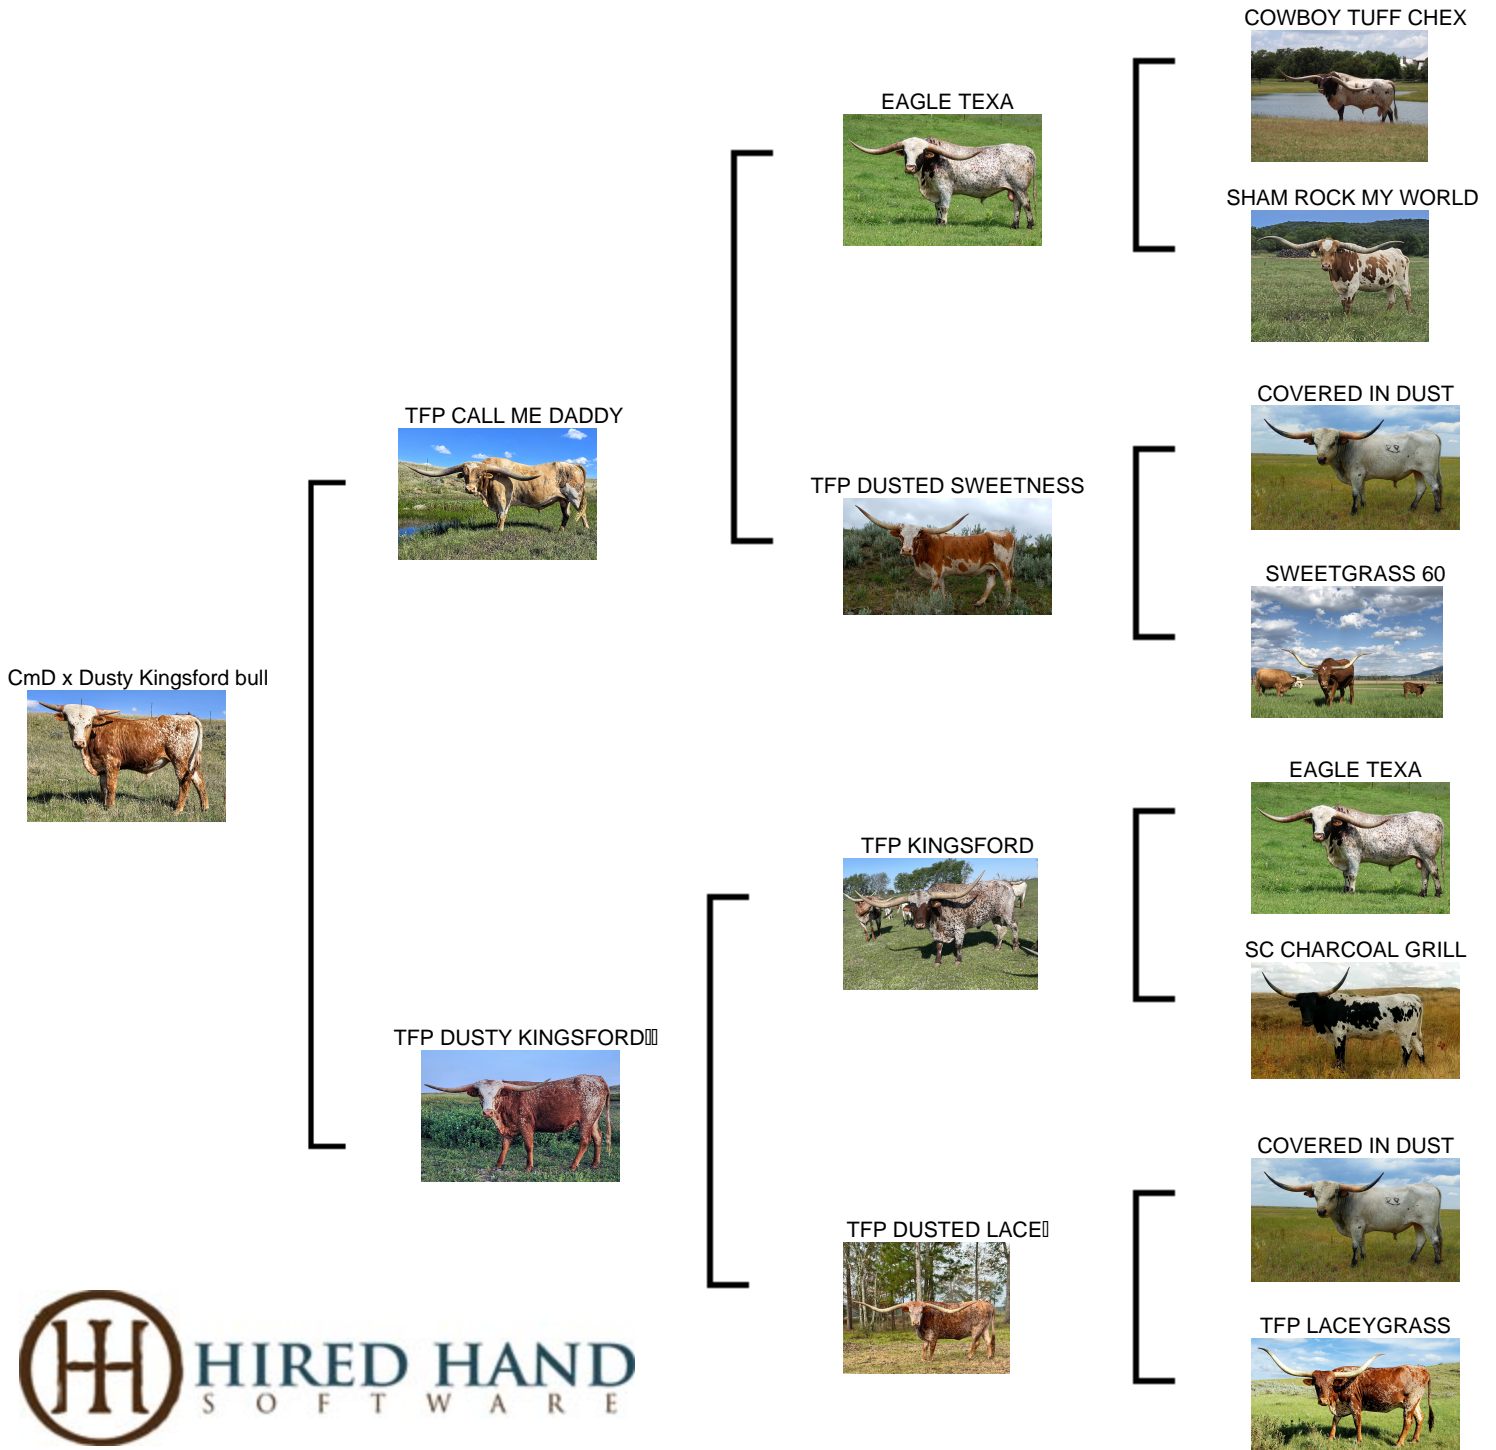 COWBOY TUFF CHEX
EAGLE TEXA
SHAM ROCK MY WORLD
TFP CALL ME DADDY
COVERED IN DUST
TFP DUSTED SWEETNESS
SWEETGRASS 60
CmD x Dusty Kingsford bull
EAGLE TEXA
TFP KINGSFORD
SC CHARCOAL GRILL
TFP DUSTY KINGSFORD
COVERED IN DUST
TFP DUSTED LACE
TFP LACEYGRASS
HIRED HAND
SOFTWARE